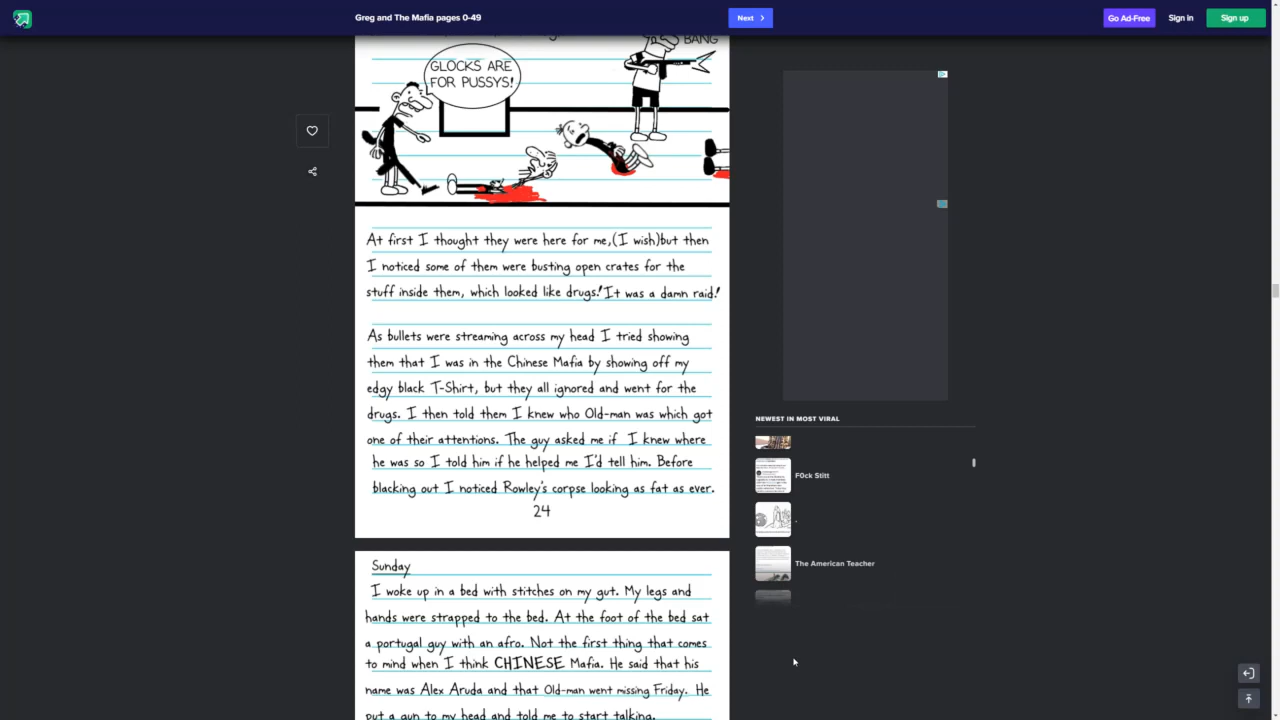 Greg and The Mafia pages 0-49
Next
Go Ad-Free
Sign in
Sign up
BANG
GLOCKS ARE
FOR PUSSYS!
At first I thought they were here for me,(I wish)but then
I noticed some of them were busting open crates for the
stuff inside them, which looked like drugs! It was a damn raid!
As bullets were streaming across my head I tried showing
them that I was in the Chinese Mafia by showing off my
edgy black T-Shirt, but they all ignored and went for the
drugs. I then told them I knew who Old-man was which got
one of their attentions. The guy asked me if I knew where
he was so I told him if he helped me I'd tell him. Before
blacking out I noticed Rowley's corpse looking as fat as ever.
24
Sunday
I woke up in a bed with stitches on my gut. My legs and
hands were strapped to the bed. At the foot of the bed sat
a portugal guy with an afro. Not the first thing that comes
to mind when I think CHINESE Mafia. He said that his
name was Alex Aruda and that Old-man went missing Friday. He
put a gun to my head and told me to start talking.
NEWEST IN MOST VIRAL
F0ck Stitt
.
The American Teacher